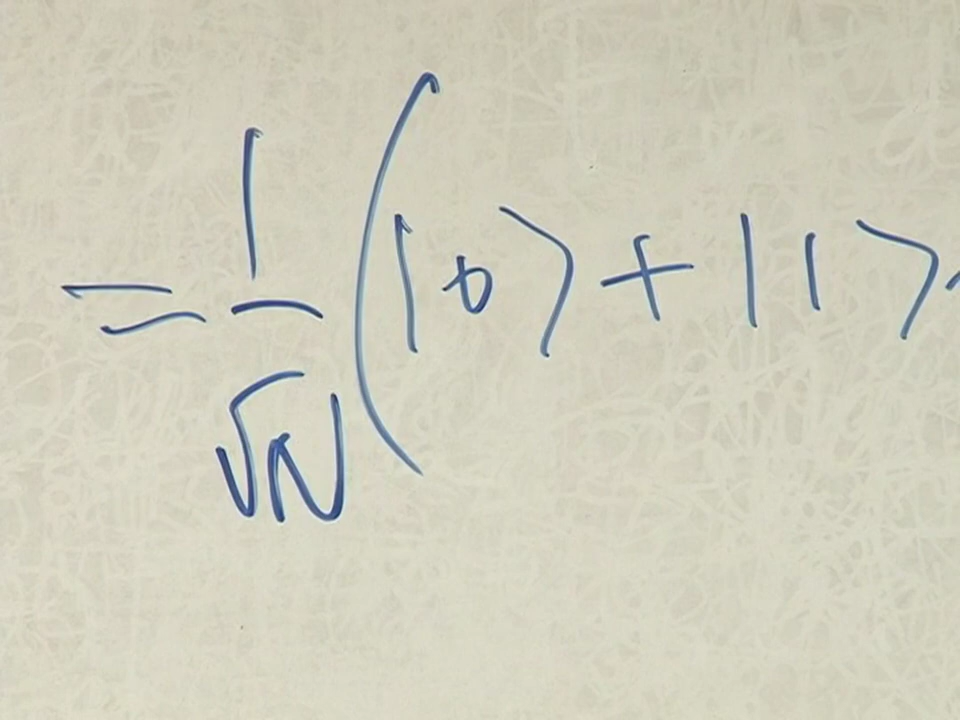 = 1/√N ( |0⟩ + |1⟩